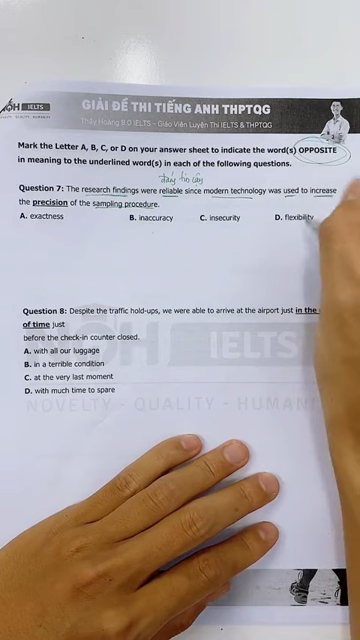 QH IELTS
NOVELTY - QUALITY - HUMANITY
GIẢI ĐỀ THI TIẾNG ANH THPTQG
Thầy Hoàng 8.0 IELTS - Giáo Viên Luyện Thi IELTS & THPTQG
Mark the Letter A, B, C, or D on your answer sheet to indicate the word(s) OPPOSITE
in meaning to the underlined word(s) in each of the following questions.
đáng tin cậy
Question 7: The research findings were reliable since modern technology was used to increase
the precision of the sampling procedure.
A. exactness B. inaccuracy C. insecurity D. flexibility
Question 8: Despite the traffic hold-ups, we were able to arrive at the airport just in the
of time just
before the check-in counter closed.
A. with all our luggage
B. in a terrible condition
C. at the very last moment
D. with much time to spare
QH IELTS
NOVELTY - QUALITY - HUMANI